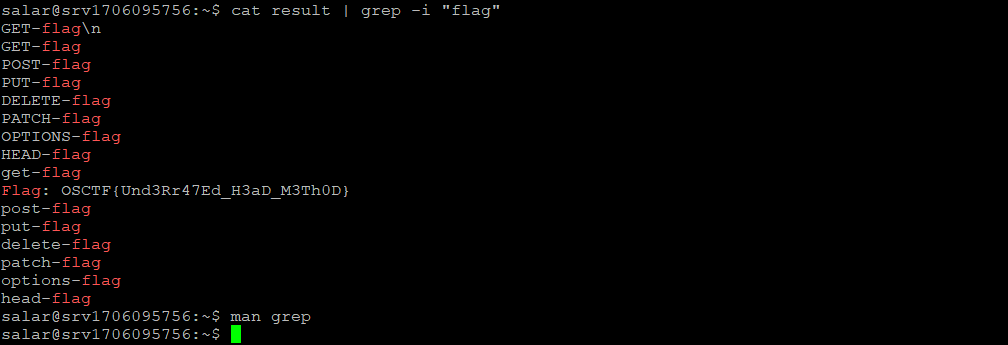 salar@srv1706095756:~$ cat result | grep -i "flag"
GET-flag\n
GET-flag
POST-flag
PUT-flag
DELETE-flag
PATCH-flag
OPTIONS-flag
HEAD-flag
get-flag
Flag: OSCTF{Und3Rr47Ed_H3aD_M3Th0D}
post-flag
put-flag
delete-flag
patch-flag
options-flag
head-flag
salar@srv1706095756:~$ man grep
salar@srv1706095756:~$